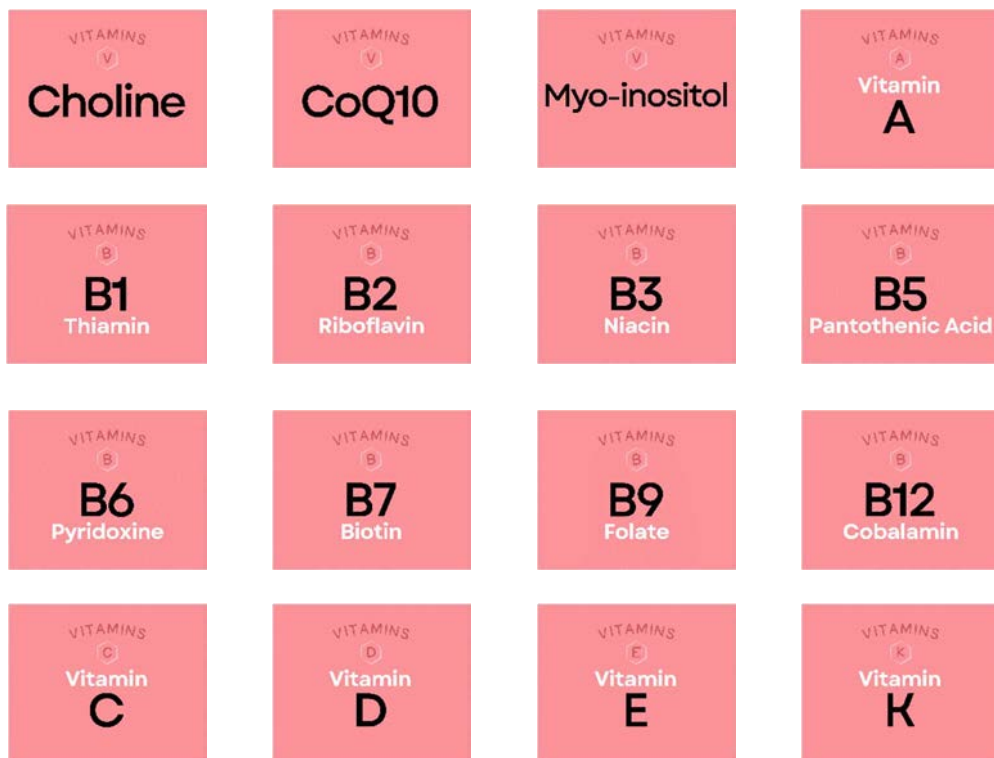 VITAMINS
V
Choline
VITAMINS
V
CoQ10
VITAMINS
V
Myo-inositol
VITAMINS
A
Vitamin
A
VITAMINS
B
B1
Thiamin
VITAMINS
B
B2
Riboflavin
VITAMINS
B
B3
Niacin
VITAMINS
B
B5
Pantothenic Acid
VITAMINS
B
B6
Pyridoxine
VITAMINS
B
B7
Biotin
VITAMINS
B
B9
Folate
VITAMINS
B
B12
Cobalamin
VITAMINS
C
Vitamin
C
VITAMINS
D
Vitamin
D
VITAMINS
E
Vitamin
E
VITAMINS
K
Vitamin
K